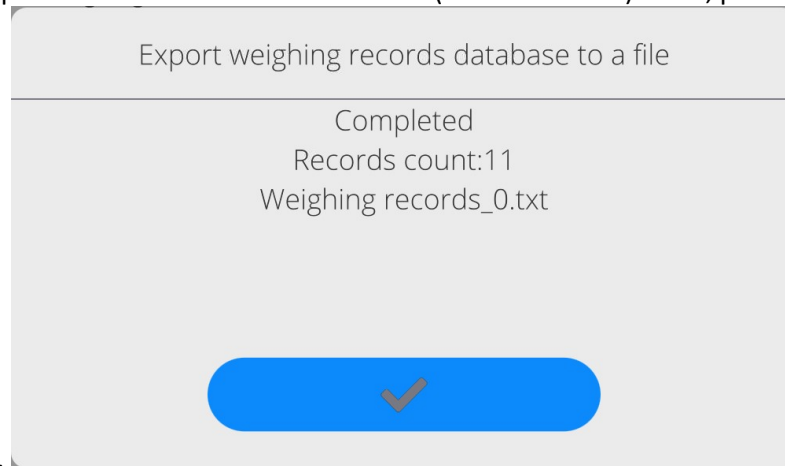 Export weighing records database to a file
Completed
Records count:11
Weighing records_0.txt